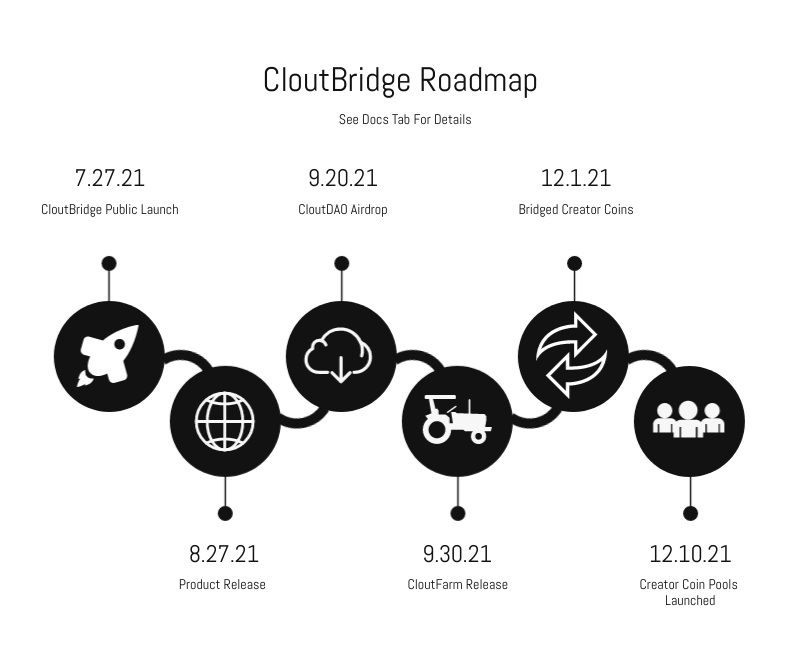 CloutBridge Roadmap
See Docs Tab For Details
7.27.21
CloutBridge Public Launch
9.20.21
CloutDAO Airdrop
12.1.21
Bridged Creator Coins
8.27.21
Product Release
9.30.21
CloutFarm Release
12.10.21
Creator Coin Pools
Launched